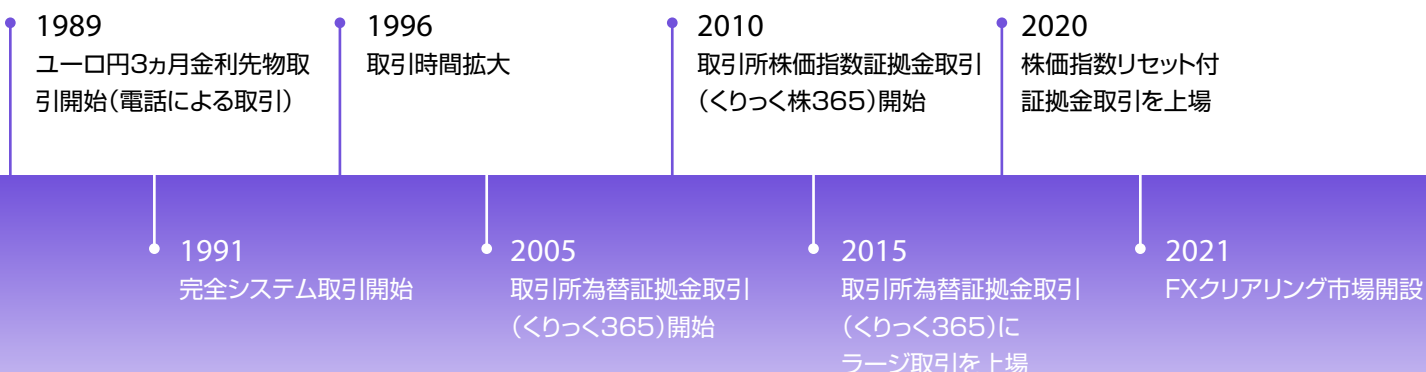 1989
ユーロ円3ヵ月金利先物取
引開始(電話による取引)
1991
完全システム取引開始
1996
取引時間拡大
2005
取引所為替証拠金取引
(くりっく365)開始
2010
取引所株価指数証拠金取引
(くりっく株365)開始
2015
取引所為替証拠金取引
(くりっく365)に
ラージ取引を上場
2020
株価指数リセット付
証拠金取引を上場
2021
FXクリアリング市場開設